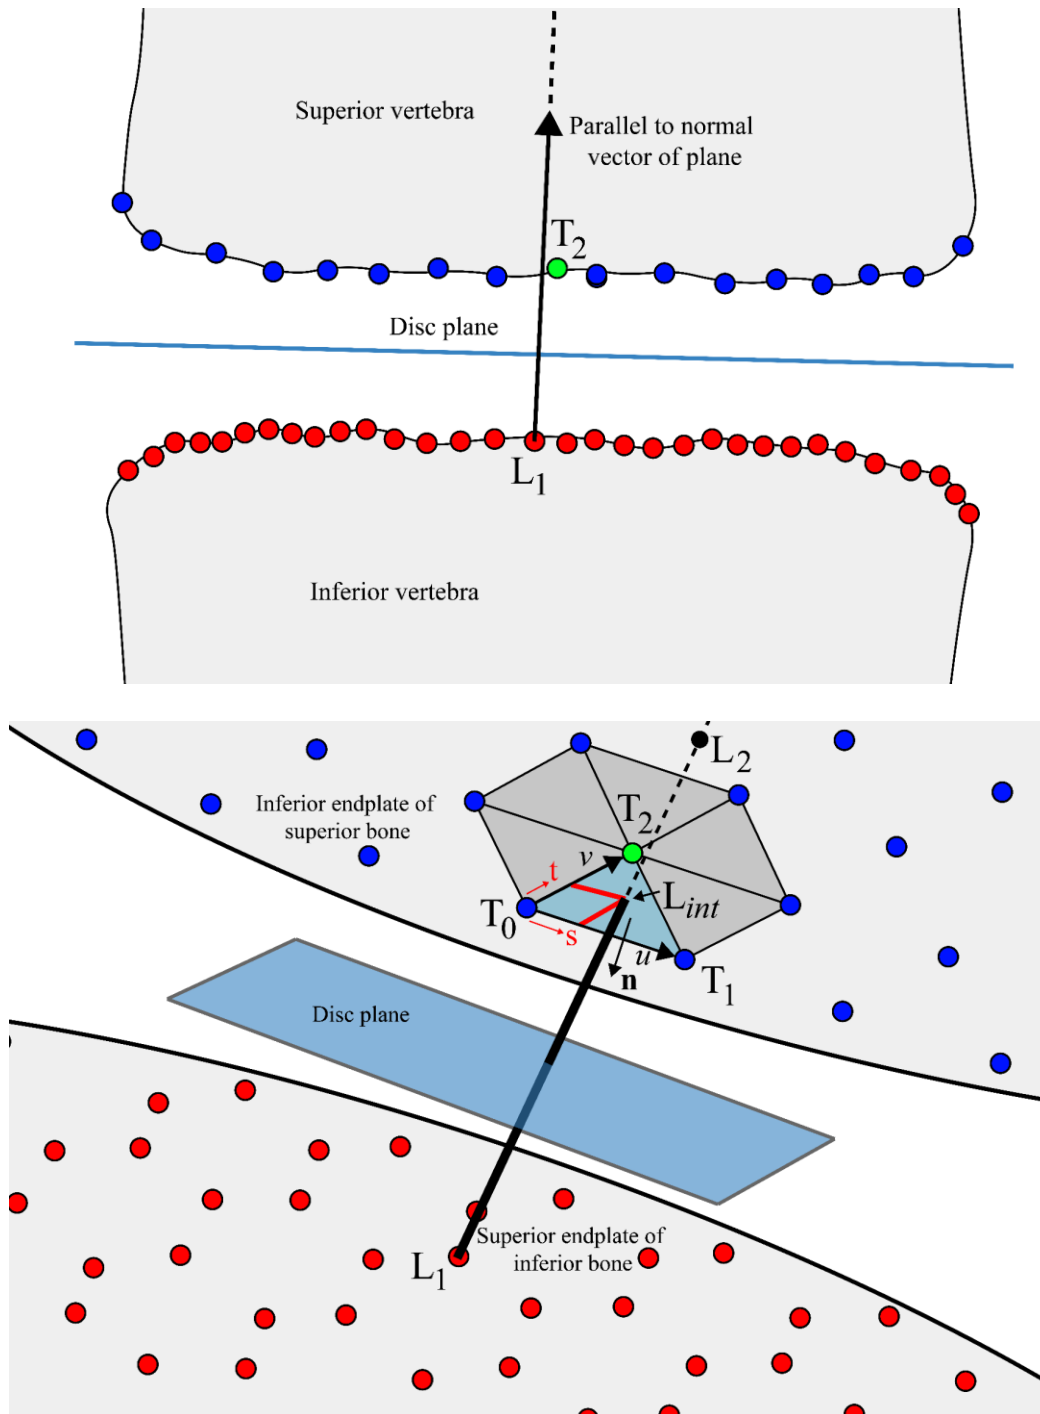 Superior vertebra
Parallel to normal
vector of plane
T2
Disc plane
L1
Inferior vertebra
L2
Inferior endplate of
superior bone
T2
v
t
Lint
T0
s
u
n
T1
Disc plane
Superior endplate of
inferior bone
L1